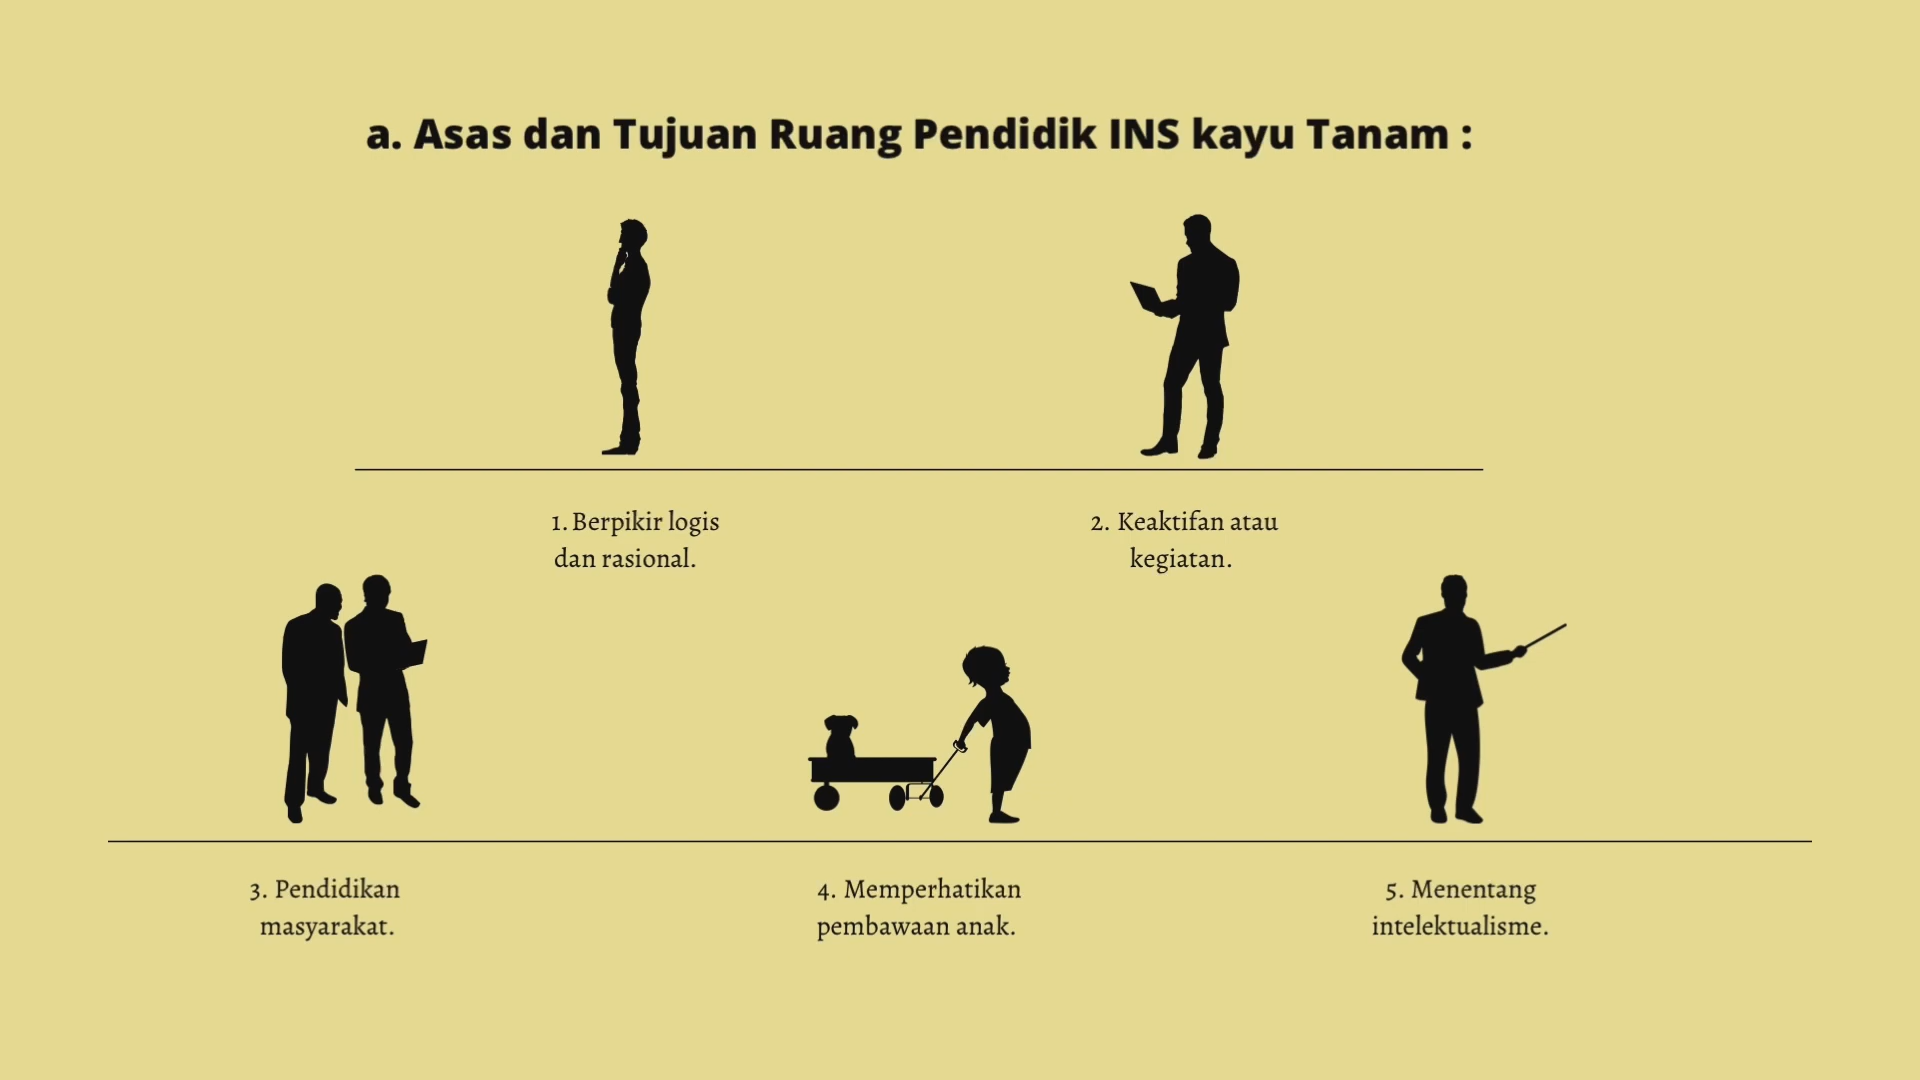 a. Asas dan Tujuan Ruang Pendidik INS kayu Tanam :
1. Berpikir logis
dan rasional.
2. Keaktifan atau
kegiatan.
3. Pendidikan
masyarakat.
4. Memperhatikan
pembawaan anak.
5. Menentang
intelektualisme.